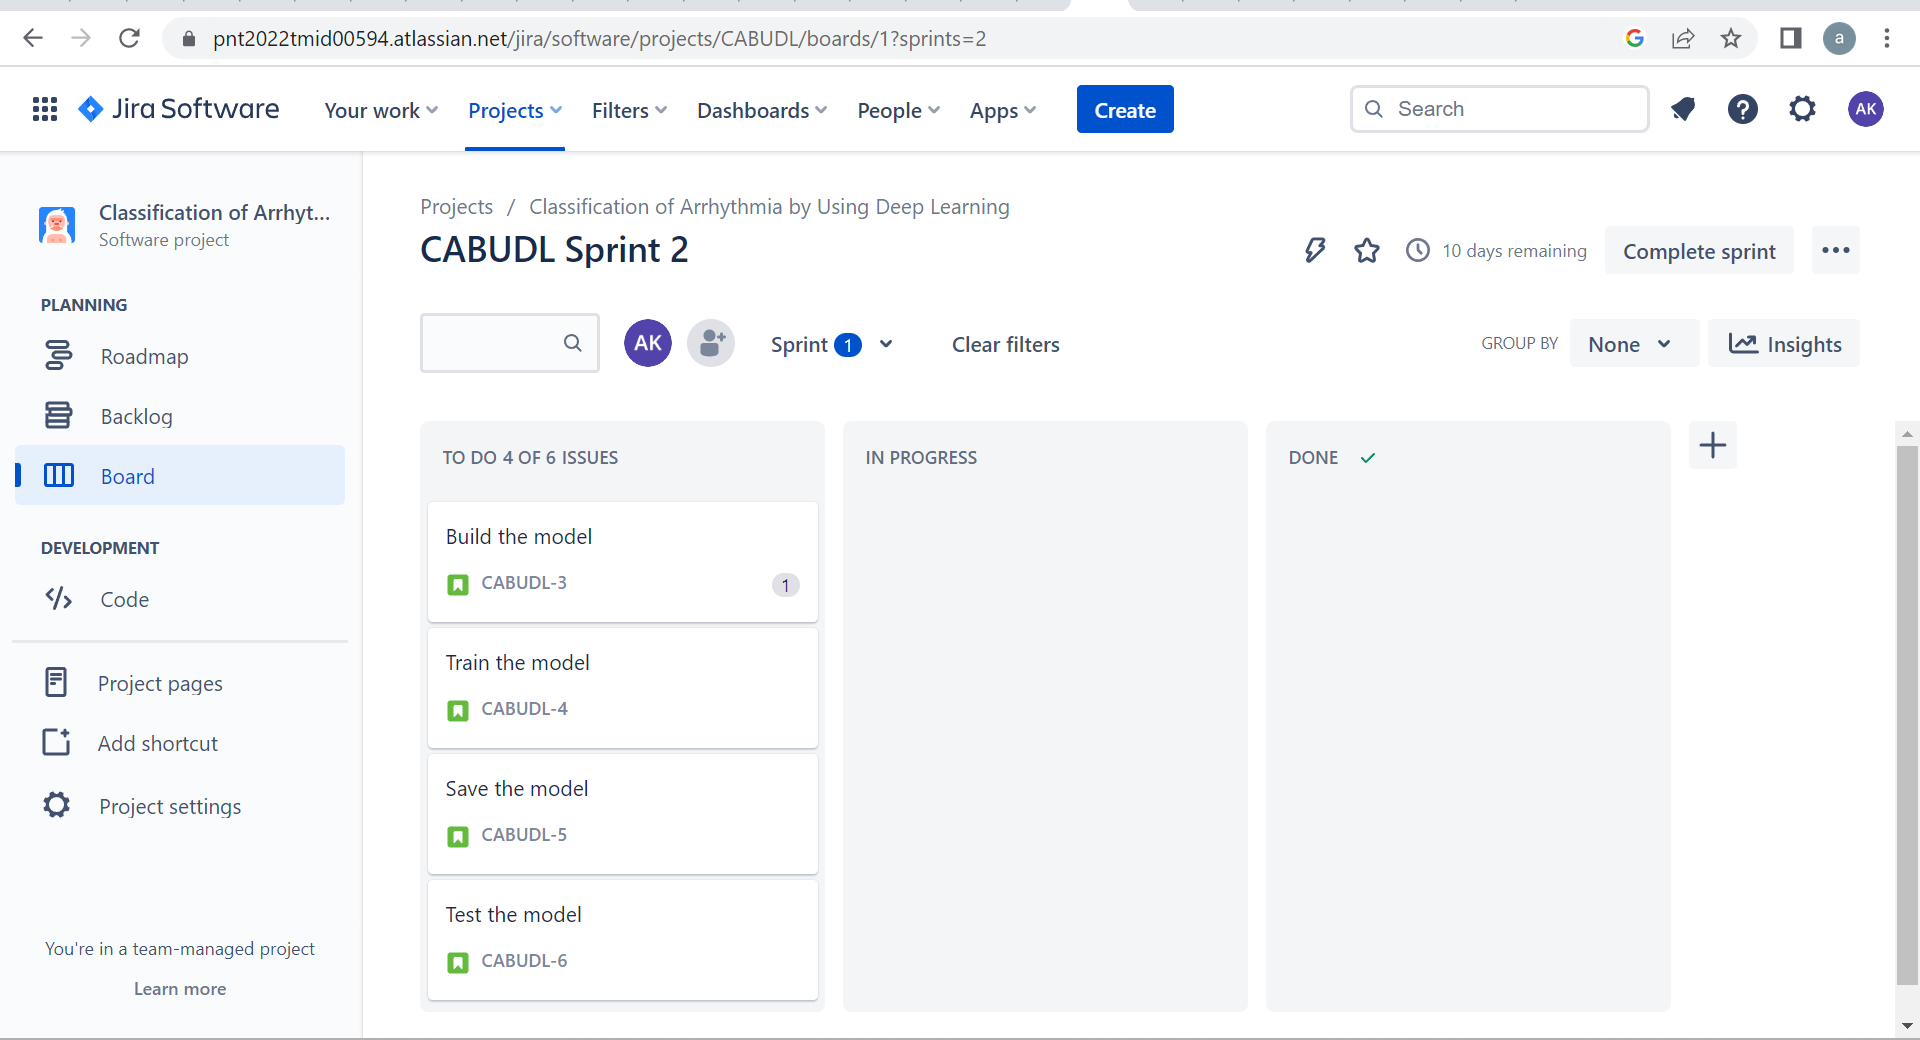 pnt2022tmid00594.atlassian.net/jira/software/projects/CABUDL/boards/1?sprints=2
G
a
Jira Software
Your work
Projects
Filters
Dashboards
People
Apps
Create
Search
?
AK
Classification of Arrhyt...
Software project
PLANNING
Roadmap
Backlog
Board
DEVELOPMENT
Code
Project pages
Add shortcut
Project settings
You're in a team-managed project
Learn more
Projects / Classification of Arrhythmia by Using Deep Learning
CABUDL Sprint 2
10 days remaining
Complete sprint
AK
Sprint 1
Clear filters
GROUP BY
None
Insights
TO DO 4 OF 6 ISSUES
Build the model
CABUDL-3
1
Train the model
CABUDL-4
Save the model
CABUDL-5
Test the model
CABUDL-6
IN PROGRESS
DONE